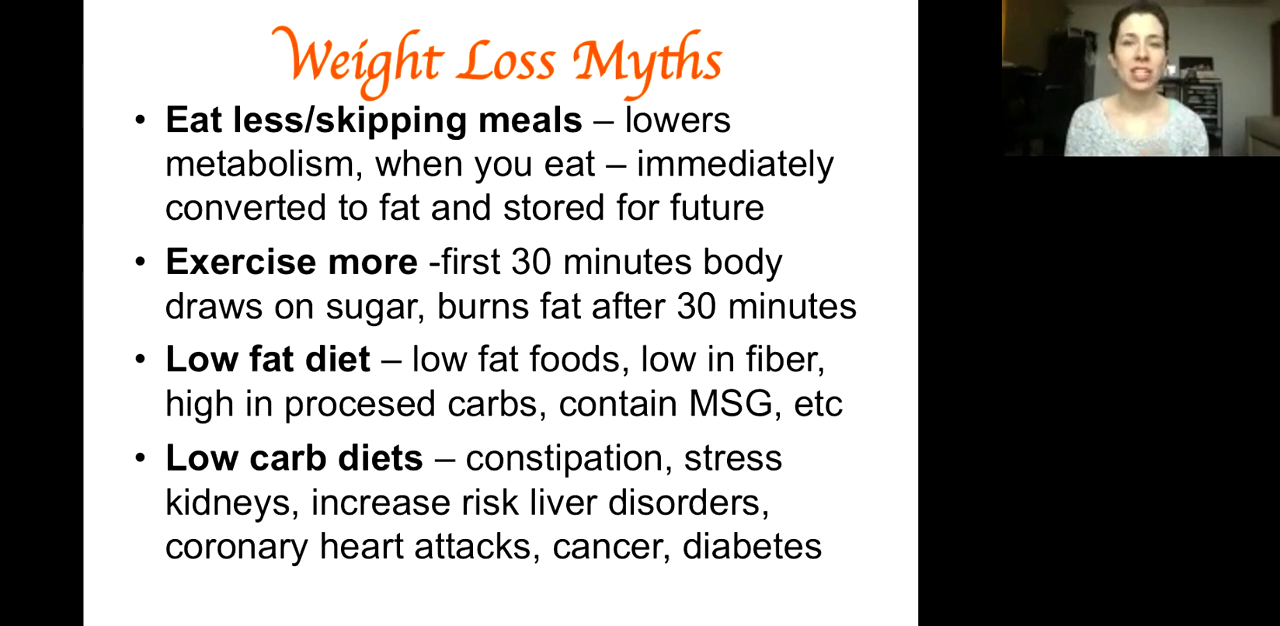 Weight Loss Myths
• Eat less/skipping meals – lowers
metabolism, when you eat – immediately
converted to fat and stored for future
• Exercise more -first 30 minutes body
draws on sugar, burns fat after 30 minutes
• Low fat diet – low fat foods, low in fiber,
high in procesed carbs, contain MSG, etc
• Low carb diets – constipation, stress
kidneys, increase risk liver disorders,
coronary heart attacks, cancer, diabetes